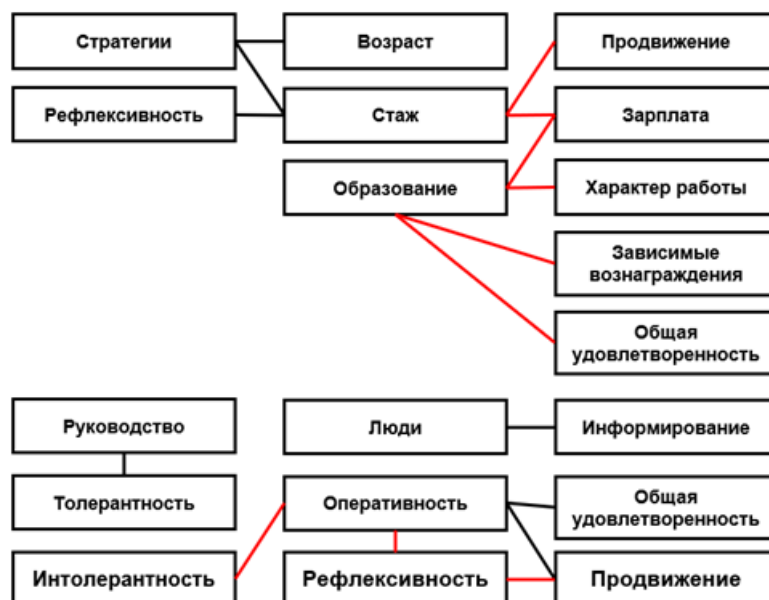 Стратегии
Возраст
Продвижение
Рефлексивность
Стаж
Зарплата
Образование
Характер работы
Зависимые
вознаграждения
Общая
удовлетворенность
Руководство
Люди
Информирование
Толерантность
Оперативность
Общая
удовлетворенность
Интолерантность
Рефлексивность
Продвижение